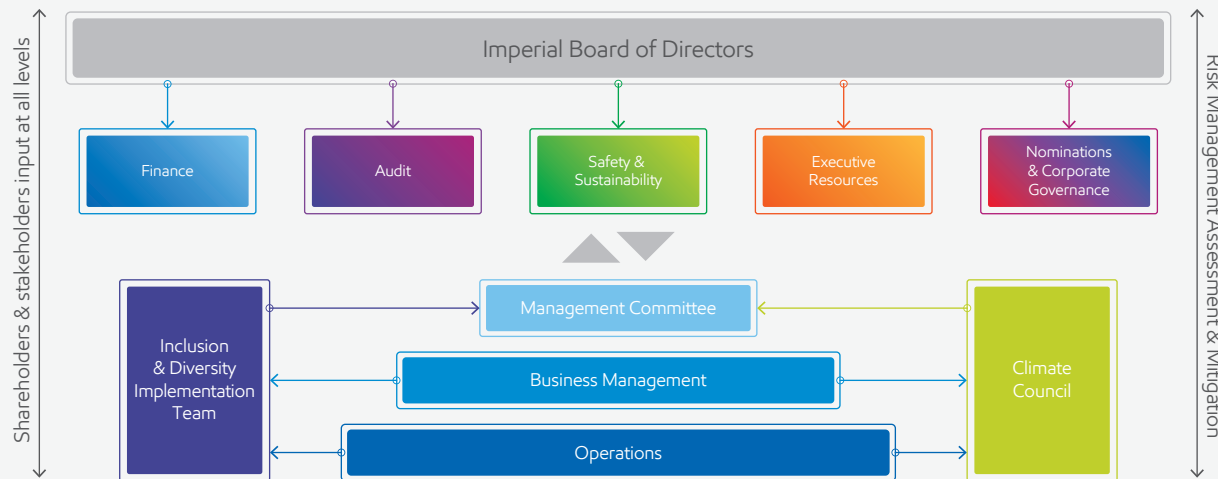 Shareholders & stakeholders input at all levels
Imperial Board of Directors
Finance
Audit
Safety &
Sustainability
Executive
Resources
Nominations
& Corporate
Governance
Management Committee
Inclusion
& Diversity
Implementation
Team
Business Management
Climate
Council
Operations
Risk Management Assessment & Mitigation